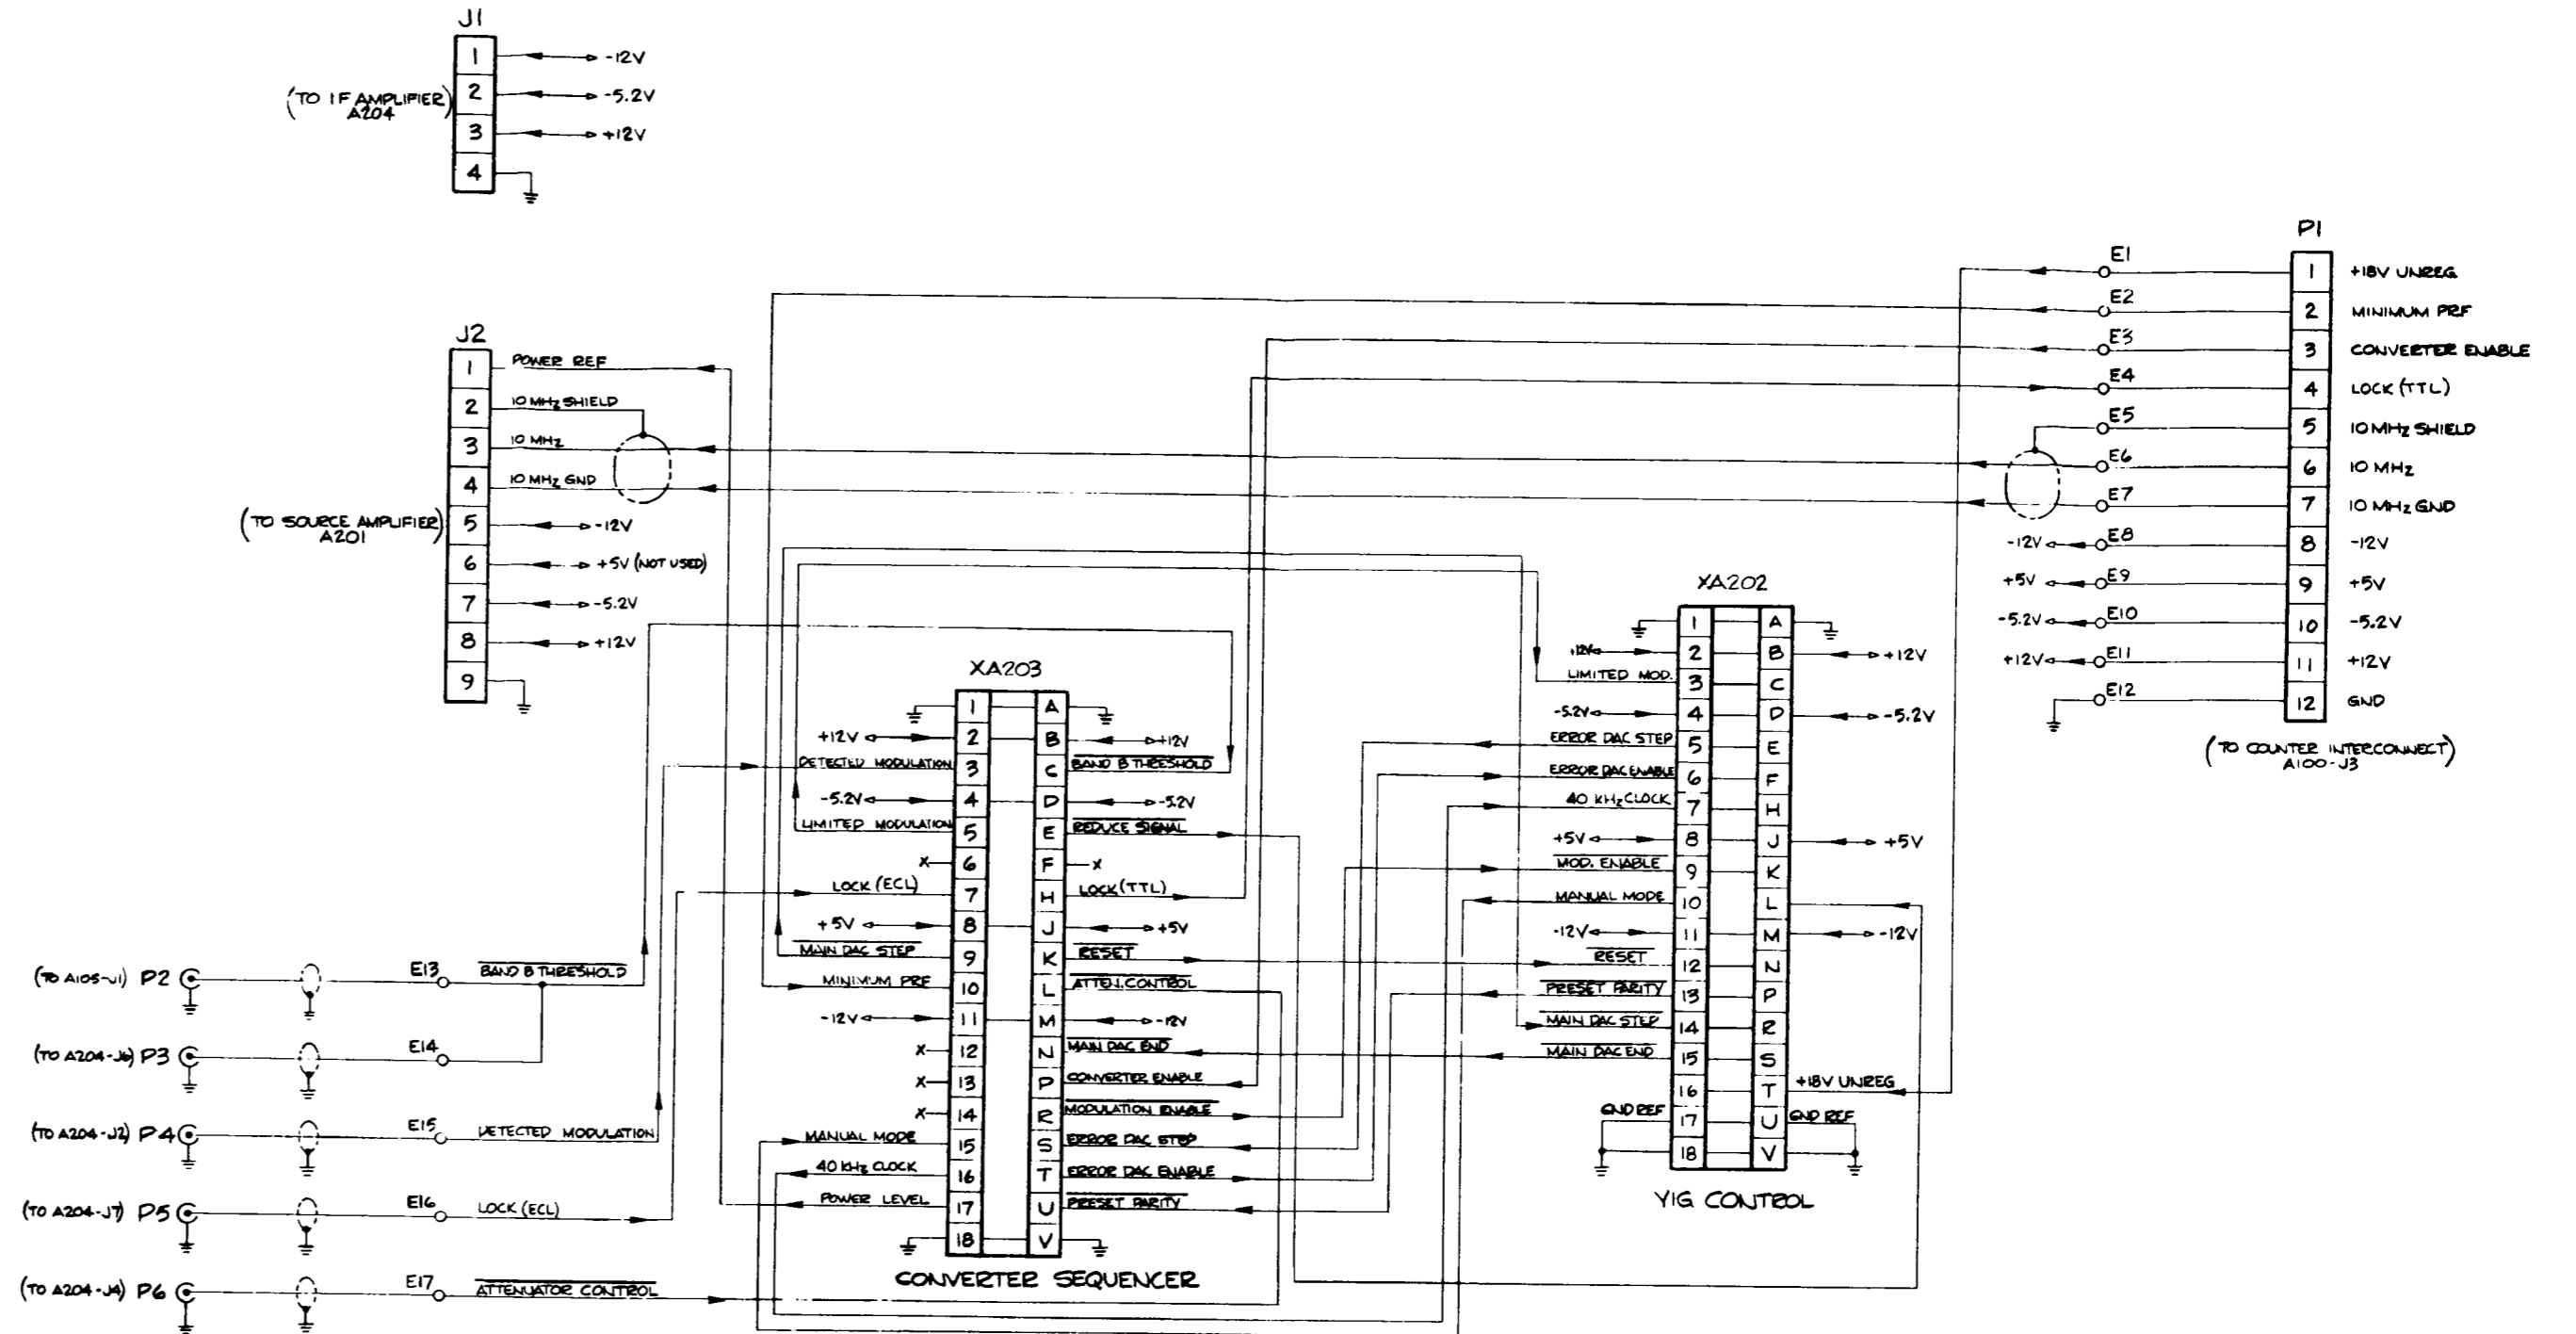 J1
1 -12V
2 -5.2V
3 +12V
4
(TO IF AMPLIFIER)
A204
J2
1 POWER REF
2 10 MHz SHIELD
3 10 MHz
4 10 MHz GND
5 -12V
6 +5V (NOT USED)
7 -5.2V
8 +12V
9
(TO SOURCE AMPLIFIER)
A201
P1
E1 1 +18V UNREG
E2 2 MINIMUM PRF
E3 3 CONVERTER ENABLE
E4 4 LOCK (TTL)
E5 5 10 MHz SHIELD
E6 6 10 MHz
E7 7 10 MHz GND
-12V E8 8 -12V
+5V E9 9 +5V
-5.2V E10 10 -5.2V
+12V E11 11 +12V
E12 12 GND
(TO COUNTER INTERCONNECT)
A100-J3
XA203
1 A
+12V 2 B +12V
DETECTED MODULATION 3 C BAND B THRESHOLD
-5.2V 4 D -5.2V
LIMITED MODULATION 5 E REDUCE SIGNAL
X 6 F X
LOCK (ECL) 7 H LOCK (TTL)
+5V 8 J +5V
MAIN DAC STEP 9 K RESET
MINIMUM PRF 10 L ATTEN. CONTROL
-12V 11 M -12V
X 12 N MAIN DAC END
X 13 P CONVERTER ENABLE
X 14 R MODULATION ENABLE
MANUAL MODE 15 S ERROR DAC STEP
40 KHz CLOCK 16 T ERROR DAC ENABLE
POWER LEVEL 17 U PRESET PARITY
18 V
CONVERTER SEQUENCER
XA202
1 A
+12V 2 B +12V
LIMITED MOD. 3 C
-5.2V 4 D -5.2V
ERROR DAC STEP 5 E
ERROR DAC ENABLE 6 F
40 KHz CLOCK 7 H
+5V 8 J +5V
MOD. ENABLE 9 K
MANUAL MODE 10 L
-12V 11 M -12V
RESET 12 N
PRESET PARITY 13 P
MAIN DAC STEP 14 R
MAIN DAC END 15 S
16 T +18V UNREG
GND REF 17 U GND REF
18 V
YIG CONTROL
(TO A105-J1) P2 E13 BAND B THRESHOLD
(TO A204-J6) P3 E14
(TO A204-J2) P4 E15 DETECTED MODULATION
(TO A204-J7) P5 E16 LOCK (ECL)
(TO A204-J4) P6 E17 ATTENUATOR CONTROL